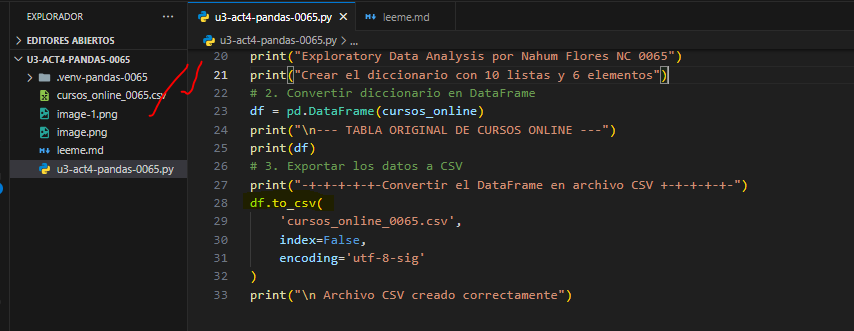 EXPLORADOR
EDITORES ABIERTOS
U3-ACT4-PANDAS-0065
.venv-pandas-0065
cursos_online_0065.csv
image-1.png
image.png
leeme.md
u3-act4-pandas-0065.py
u3-act4-pandas-0065.py
leeme.md
u3-act4-pandas-0065.py > ...
20 print("Exploratory Data Analysis por Nahum Flores NC 0065")
21 print("Crear el diccionario con 10 listas y 6 elementos")
22 # 2. Convertir diccionario en DataFrame
23 df = pd.DataFrame(cursos_online)
24 print("\n--- TABLA ORIGINAL DE CURSOS ONLINE ---")
25 print(df)
26 # 3. Exportar los datos a CSV
27 print("-+-+-+-+-+-Convertir el DataFrame en archivo CSV +-+-+-+-+-")
28 df.to_csv(
29     'cursos_online_0065.csv',
30     index=False,
31     encoding='utf-8-sig'
32 )
33 print("\n Archivo CSV creado correctamente")